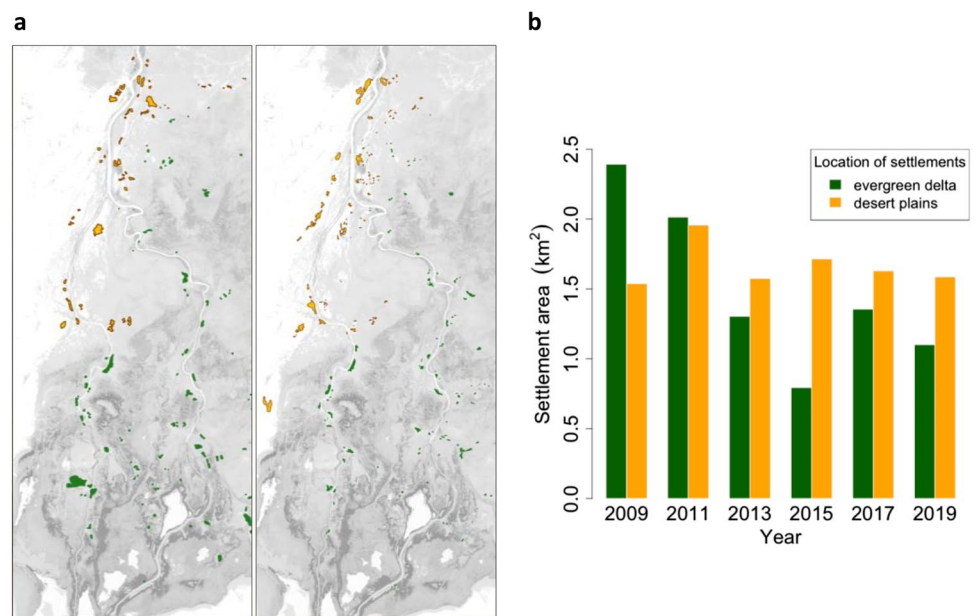 a
b
Settlement area (km²)
2.5
2.0
1.5
1.0
0.5
0.0
Location of settlements
evergreen delta
desert plains
2009 2011 2013 2015 2017 2019
Year